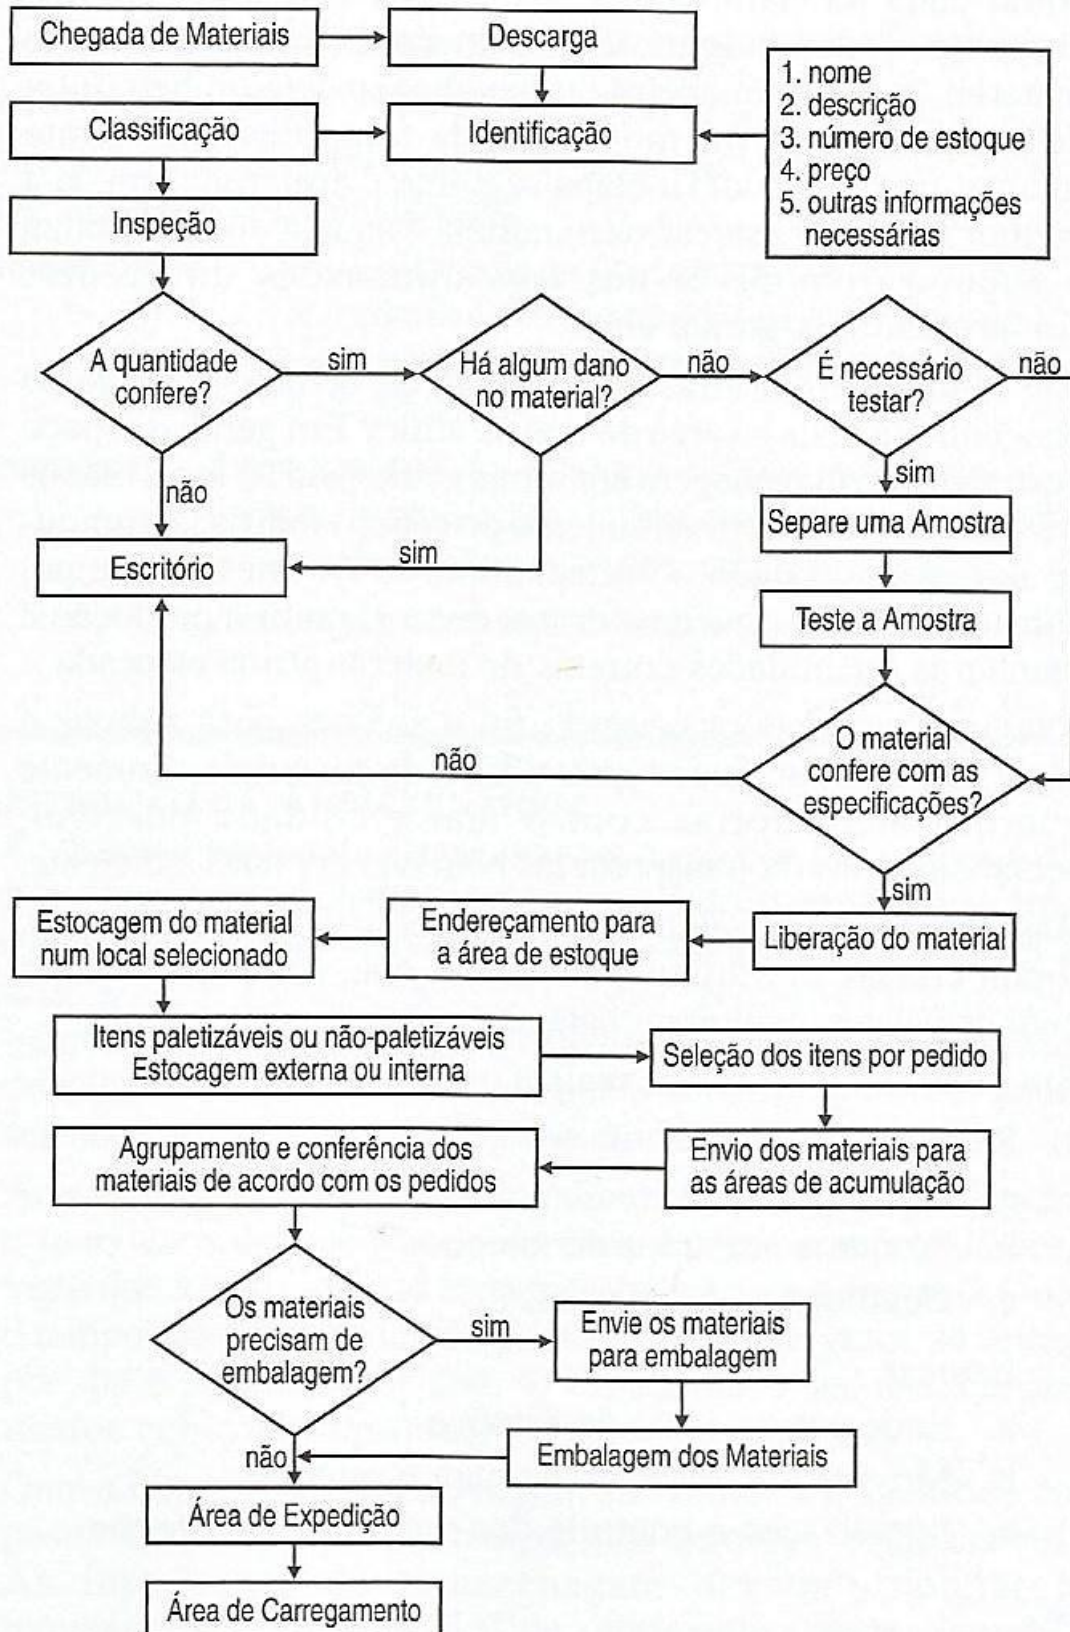 Chegada de Materiais
Descarga
1. nome
2. descrição
3. número de estoque
4. preço
5. outras informações
necessárias
Classificação
Identificação
Inspeção
A quantidade
confere?
sim
Há algum dano
no material?
não
É necessário
testar?
não
não
sim
sim
Separe uma Amostra
Escritório
Teste a Amostra
O material
confere com as
especificações?
não
sim
Estocagem do material
num local selecionado
Endereçamento para
a área de estoque
Liberação do material
Itens paletizáveis ou não-paletizáveis
Estocagem externa ou interna
Seleção dos itens por pedido
Agrupamento e conferência dos
materiais de acordo com os pedidos
Envio dos materiais para
as áreas de acumulação
Os materiais
precisam de
embalagem?
sim
Envie os materiais
para embalagem
não
Embalagem dos Materiais
Área de Expedição
Área de Carregamento